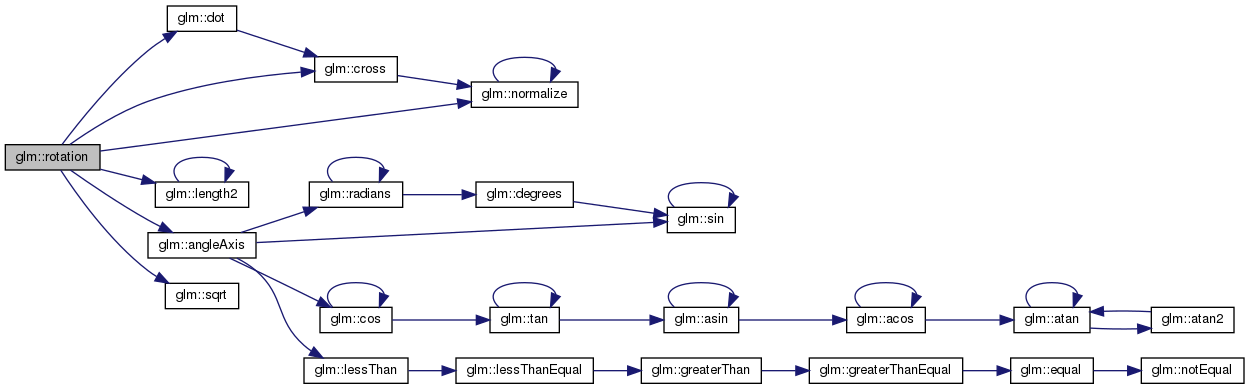 glm::dot
glm::cross
glm::normalize
glm::rotation
glm::length2
glm::radians
glm::degrees
glm::sin
glm::angleAxis
glm::sqrt
glm::cos
glm::tan
glm::asin
glm::acos
glm::atan
glm::atan2
glm::lessThan
glm::lessThanEqual
glm::greaterThan
glm::greaterThanEqual
glm::equal
glm::notEqual